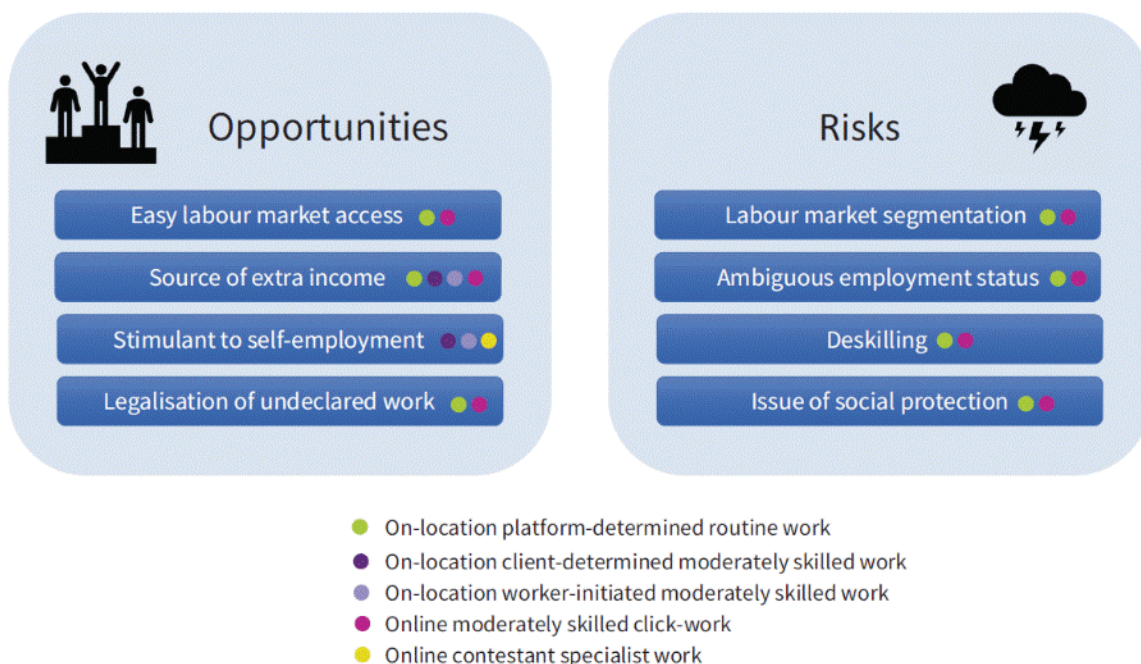 Opportunities
Easy labour market access
Source of extra income
Stimulant to self-employment
Legalisation of undeclared work
Risks
Labour market segmentation
Ambiguous employment status
Deskilling
Issue of social protection
On-location platform-determined routine work
On-location client-determined moderately skilled work
On-location worker-initiated moderately skilled work
Online moderately skilled click-work
Online contestant specialist work